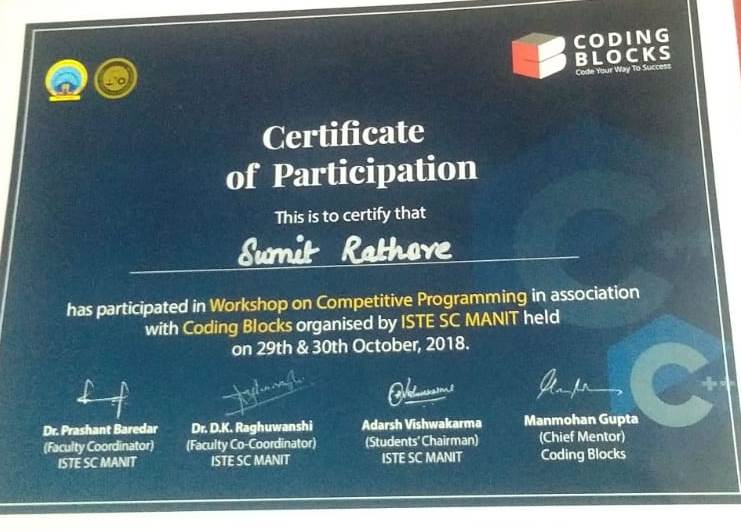 CODING
BLOCKS
Code Your Way To Success
Certificate
of Participation
This is to certify that
Sumit Rathore
has participated in Workshop on Competitive Programming in association
with Coding Blocks organised by ISTE SC MANIT held
on 29th & 30th October, 2018.
Dr. Prashant Baredar
(Faculty Coordinator)
ISTE SC MANIT
Dr. D.K. Raghuwanshi
(Faculty Co-Coordinator)
ISTE SC MANIT
Adarsh Vishwakarma
(Students' Chairman)
ISTE SC MANIT
Manmohan Gupta
(Chief Mentor)
Coding Blocks
C++
C++